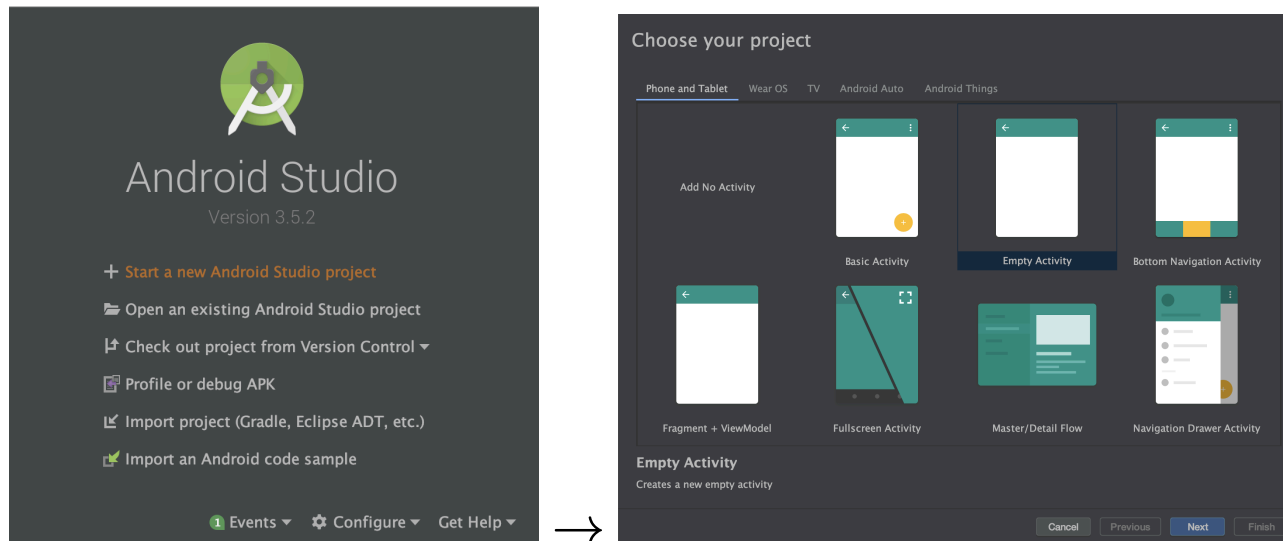 Android Studio
Version 3.5.2
Start a new Android Studio project
Open an existing Android Studio project
Check out project from Version Control
Profile or debug APK
Import project (Gradle, Eclipse ADT, etc.)
Import an Android code sample
1 Events Configure Get Help
Choose your project
Phone and Tablet Wear OS TV Android Auto Android Things
Add No Activity
Basic Activity
Empty Activity
Bottom Navigation Activity
Fragment + ViewModel
Fullscreen Activity
Master/Detail Flow
Navigation Drawer Activity
Empty Activity
Creates a new empty activity
Cancel Previous Next Finish